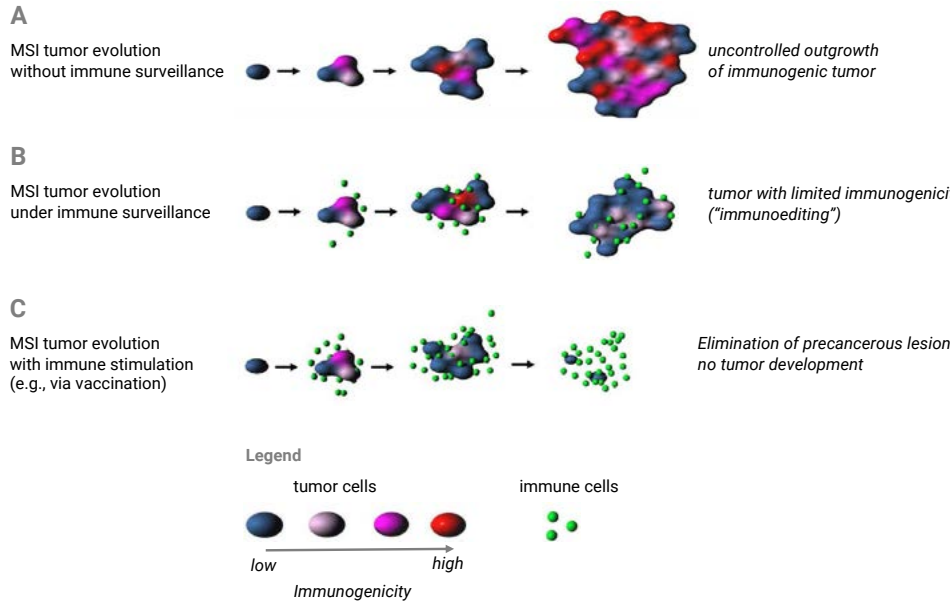 A
MSI tumor evolution
without immune surveillance
uncontrolled outgrowth
of immunogenic tumor
B
MSI tumor evolution
under immune surveillance
tumor with limited immunogenici
(“immunoediting”)
C
MSI tumor evolution
with immune stimulation
(e.g., via vaccination)
Elimination of precancerous lesion
no tumor development
Legend
tumor cells
immune cells
low
high
Immunogenicity